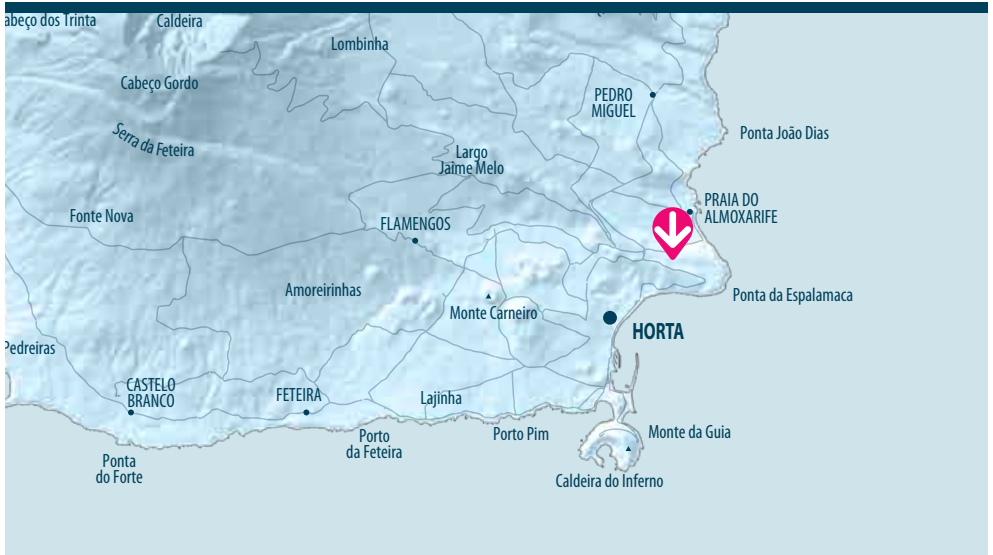 abeço dos Trinta
Caldeira
Lombinha
Cabeço Gordo
PEDRO
MIGUEL
Ponta João Dias
Serra da Feteira
Largo
Jaime Melo
PRAIA DO
ALMOXARIFE
Fonte Nova
FLAMENGOS
Amoreirinhas
Ponta da Espalamaca
Monte Carneiro
HORTA
Pedreiras
CASTELO
BRANCO
FETEIRA
Lajinha
Porto
da Feteira
Porto Pim
Monte da Guia
Ponta
do Forte
Caldeira do Inferno